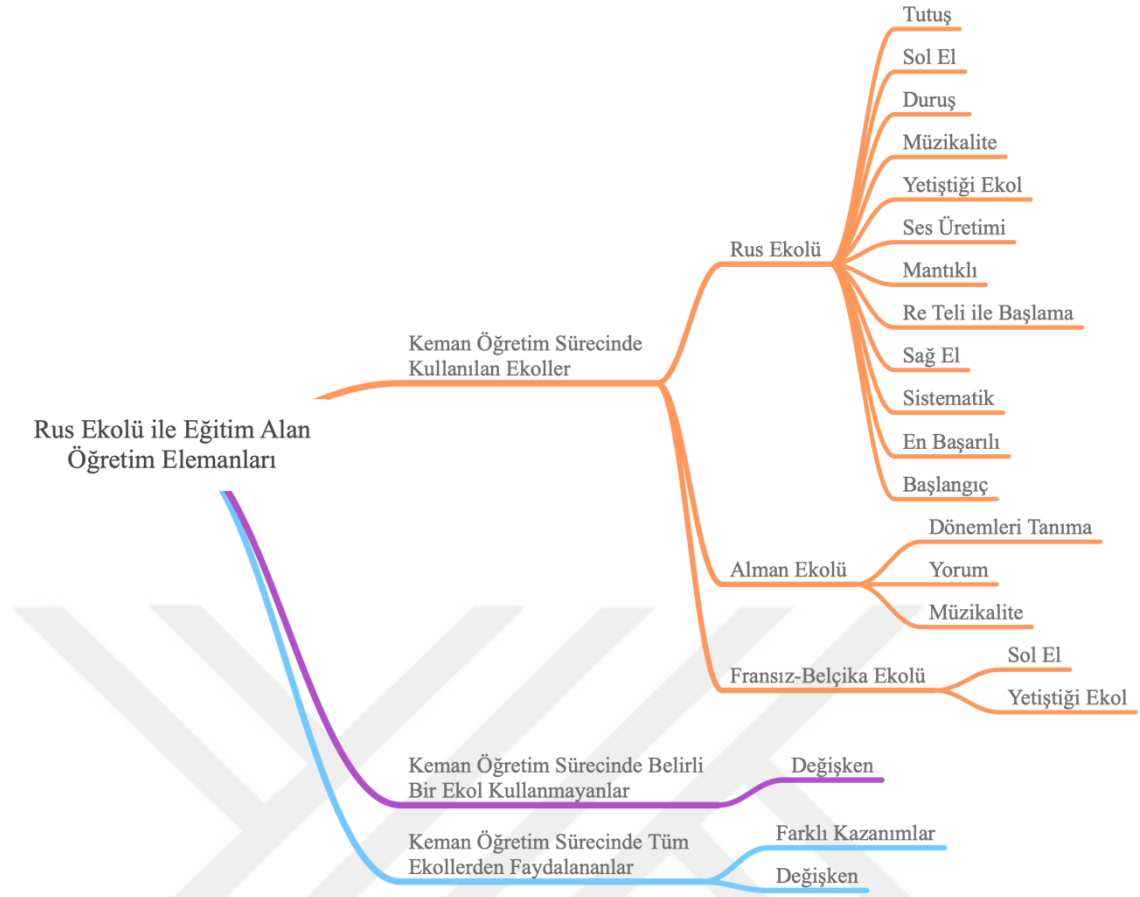 Rus Ekolü ile Eğitim Alan
Öğretim Elemanları
Keman Öğretim Sürecinde
Kullanılan Ekoller
Rus Ekolü
Tutuş
Sol El
Duruş
Müzikalite
Yetiştiği Ekol
Ses Üretimi
Mantıklı
Re Teli ile Başlama
Sağ El
Sistematik
En Başarılı
Başlangıç
Alman Ekolü
Dönemleri Tanıma
Yorum
Müzikalite
Fransız-Belçika Ekolü
Sol El
Yetiştiği Ekol
Keman Öğretim Sürecinde Belirli
Bir Ekol Kullanmayanlar
Değişken
Keman Öğretim Sürecinde Tüm
Ekollerden Faydalananlar
Farklı Kazanımlar
Değişken